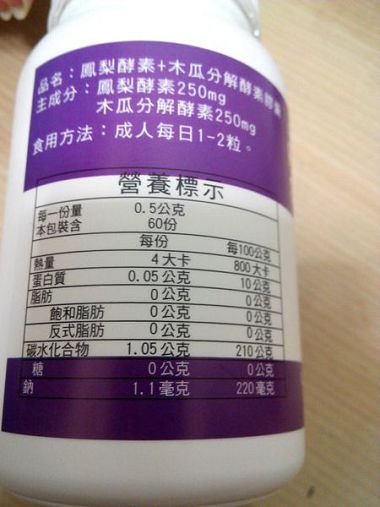 品名：鳳梨酵素+木瓜分解酵素膠囊
主成分：鳳梨酵素250mg
木瓜分解酵素250mg
食用方法：成人每日1-2粒。
營養標示
每一份量 0.5公克
本包裝含 60份
每份 每100公克
熱量 4大卡 800大卡
蛋白質 0.05公克 10公克
脂肪 0公克 0公克
飽和脂肪 0公克 0公克
反式脂肪 0公克 0公克
碳水化合物 1.05公克 210公克
糖 0公克 0公克
鈉 1.1毫克 220毫克